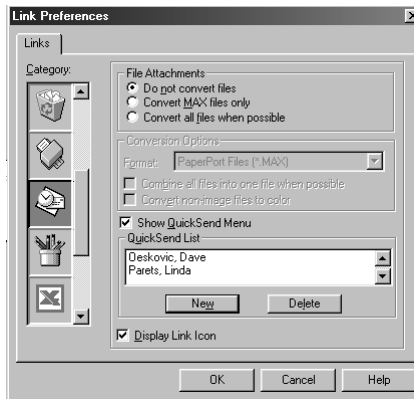 Link Preferences
Links
Category:
File Attachments
Do not convert files
Convert MAX files only
Convert all files when possible
Conversion Options
Format: PaperPort Files (*.MAX)
Combine all files into one file when possible
Convert non-image files to color
Show QuickSend Menu
QuickSend List
Oeskovic, Dave
Parets, Linda
New Delete
Display Link Icon
OK Cancel Help